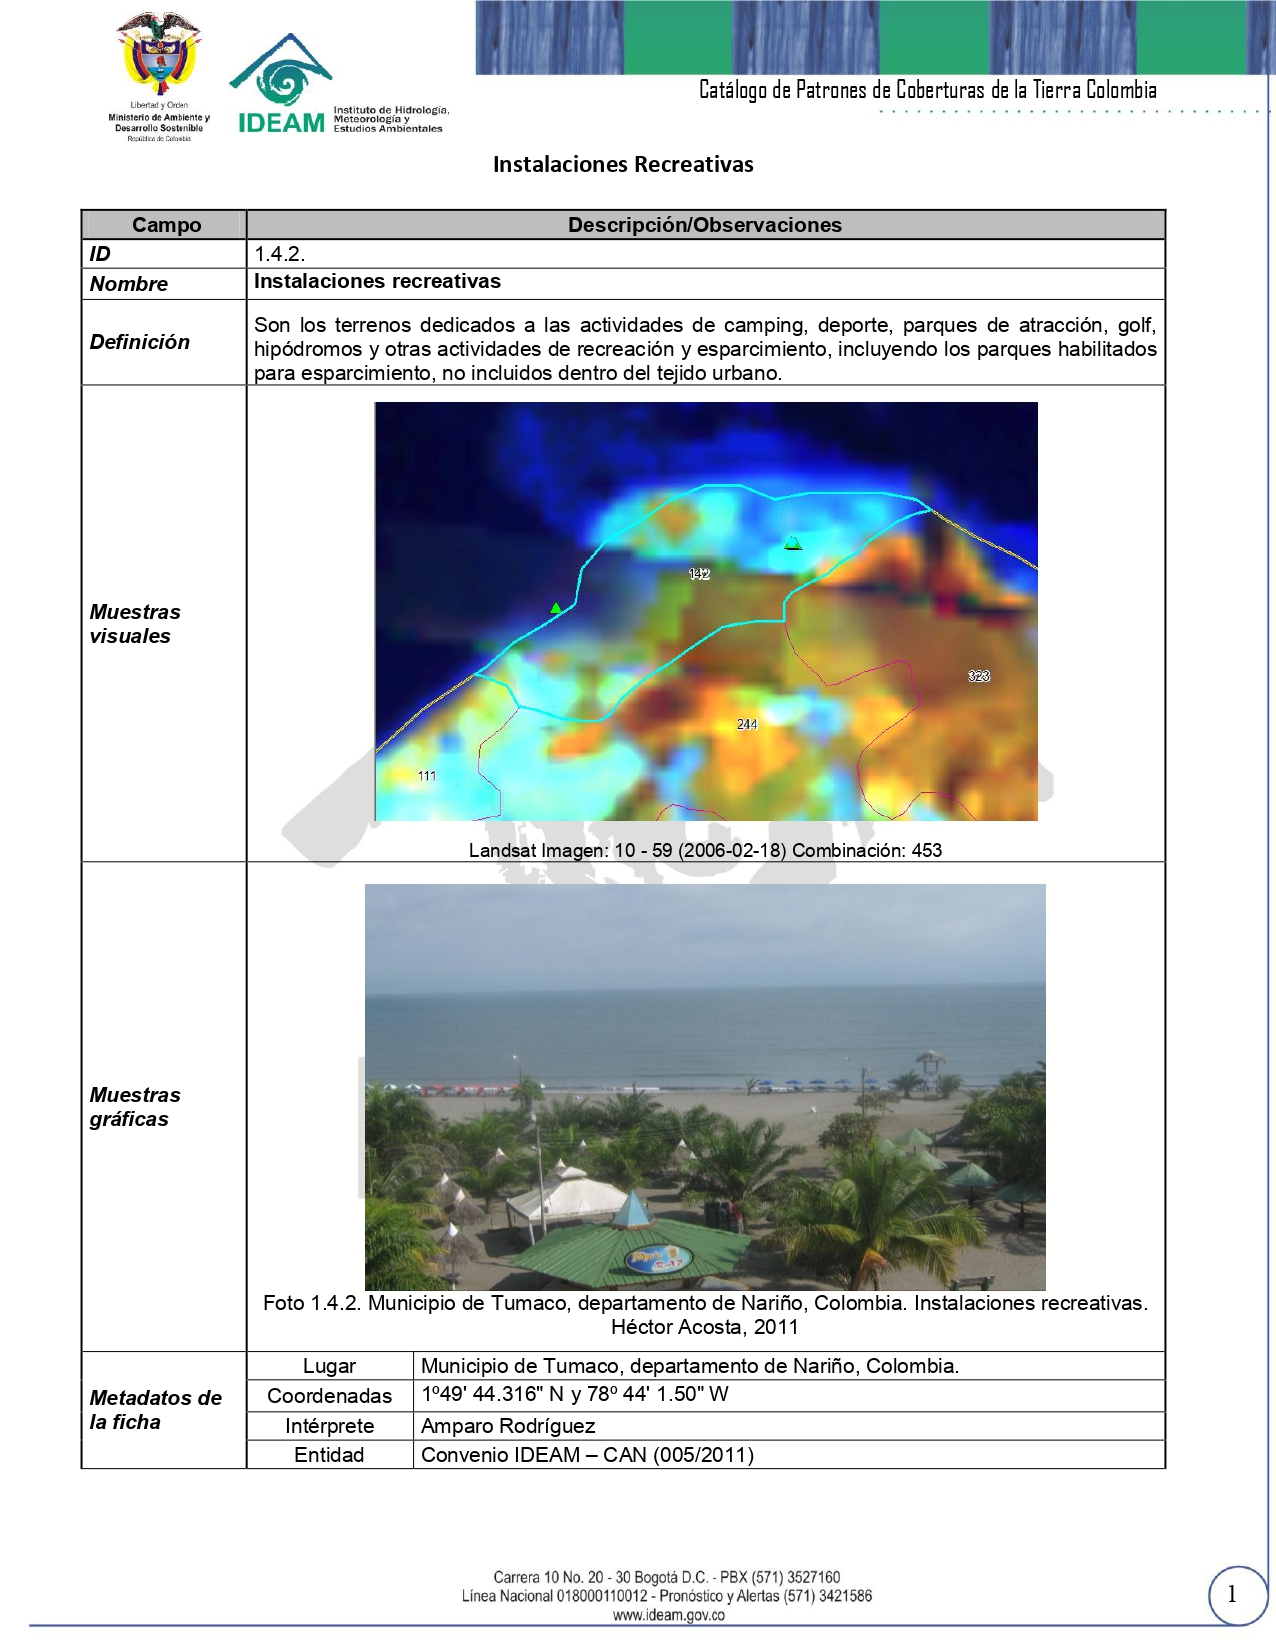 Libertad y Orden
Ministerio de Ambiente y
Desarrollo Sostenible
República de Colombia
IDEAM
Instituto de Hidrología,
Meteorología y
Estudios Ambientales
Catálogo de Patrones de Coberturas de la Tierra Colombia
Instalaciones Recreativas
Campo Descripción/Observaciones
ID 1.4.2.
Nombre Instalaciones recreativas
Definición
Son los terrenos dedicados a las actividades de camping, deporte, parques de atracción, golf,
hipódromos y otras actividades de recreación y esparcimiento, incluyendo los parques habilitados
para esparcimiento, no incluidos dentro del tejido urbano.
Muestras
visuales
142
323
244
111
Landsat Imagen: 10 - 59 (2006-02-18) Combinación: 453
Muestras
gráficas
Foto 1.4.2. Municipio de Tumaco, departamento de Nariño, Colombia. Instalaciones recreativas.
Héctor Acosta, 2011
Metadatos de
la ficha
Lugar Municipio de Tumaco, departamento de Nariño, Colombia.
Coordenadas 1º49' 44.316" N y 78º 44' 1.50" W
Intérprete Amparo Rodríguez
Entidad Convenio IDEAM – CAN (005/2011)
Carrera 10 No. 20 - 30 Bogotá D.C. - PBX (571) 3527160
Línea Nacional 018000110012 - Pronóstico y Alertas (571) 3421586
www.ideam.gov.co
1